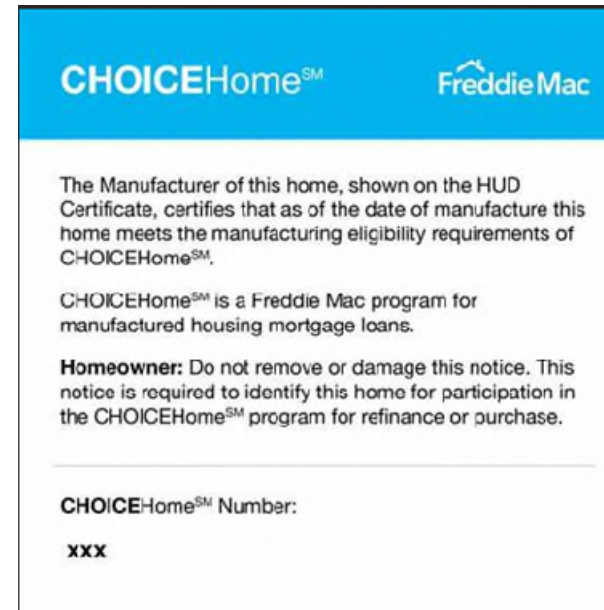 CHOICEHome℠
Freddie Mac
The Manufacturer of this home, shown on the HUD
Certificate, certifies that as of the date of manufacture this
home meets the manufacturing eligibility requirements of
CHOICEHome℠.
CHOICEHome℠ is a Freddie Mac program for
manufactured housing mortgage loans.
Homeowner: Do not remove or damage this notice. This
notice is required to identify this home for participation in
the CHOICEHome℠ program for refinance or purchase.
CHOICEHome℠ Number:
xxx